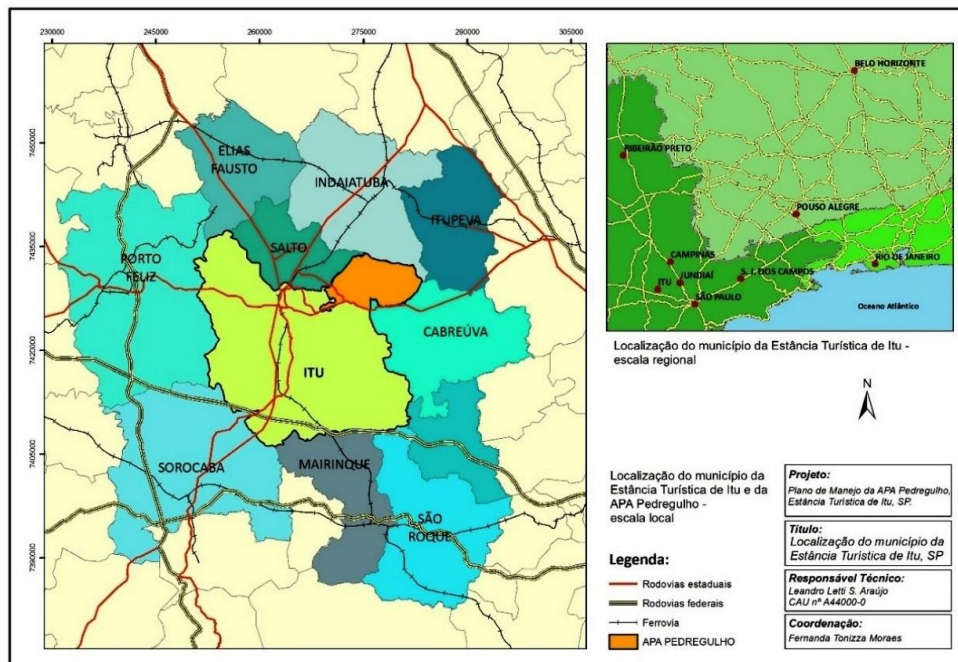 230000 245000 260000 275000 290000 305000
7450000
7435000
7420000
7405000
7390000
ELIAS
FAUSTO
INDAIATUBA
ITUPEVA
SALTO
PORTO
FELIZ
CABREÚVA
ITU
SOROCABA
MAIRINQUE
SÃO
ROQUE
BELO HORIZONTE
RIBEIRÃO PRETO
POUSO ALEGRE
CAMPINAS
RIO DE JANEIRO
JUNDIAÍ
S. J. DOS CAMPOS
ITU
SÃO PAULO
Oceano Atlântico
Localização do município da Estância Turística de Itu -
escala regional
N
Localização do município da
Estância Turística de Itu e da
APA Pedregulho -
escala local
Legenda:
Rodovias estaduais
Rodovias federais
Ferrovia
APA PEDREGULHO
Projeto:
Plano de Manejo da APA Pedregulho,
Estância Turística de Itu, SP.
Título:
Localização do município da
Estância Turística de Itu, SP
Responsável Técnico:
Leandro Letti S. Araújo
CAU nº A44000-0
Coordenação:
Fernanda Tonizza Moraes